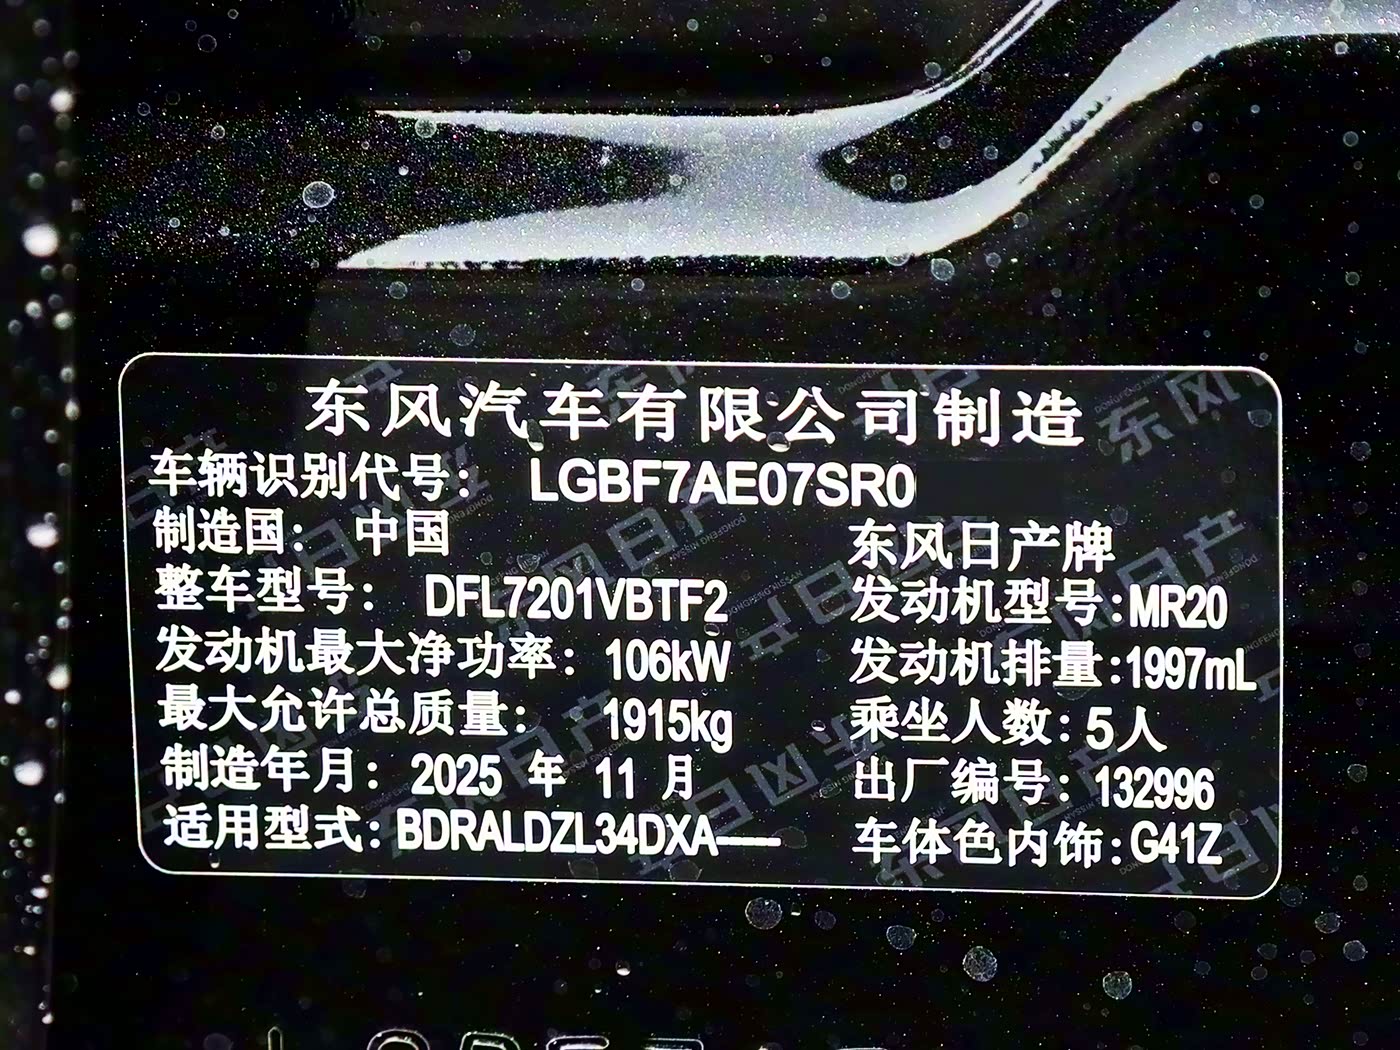 东风汽车有限公司制造
车辆识别代号: LGBF7AE07SR0
制造国: 中国 东风日产牌
整车型号: DFL7201VBTF2 发动机型号:MR20
发动机最大净功率: 106kW 发动机排量:1997mL
最大允许总质量: 1915kg 乘坐人数:5人
制造年月: 2025 年 11 月 出厂编号: 132996
适用型式:BDRALDZL34DXA---- 车体色内饰:G41Z